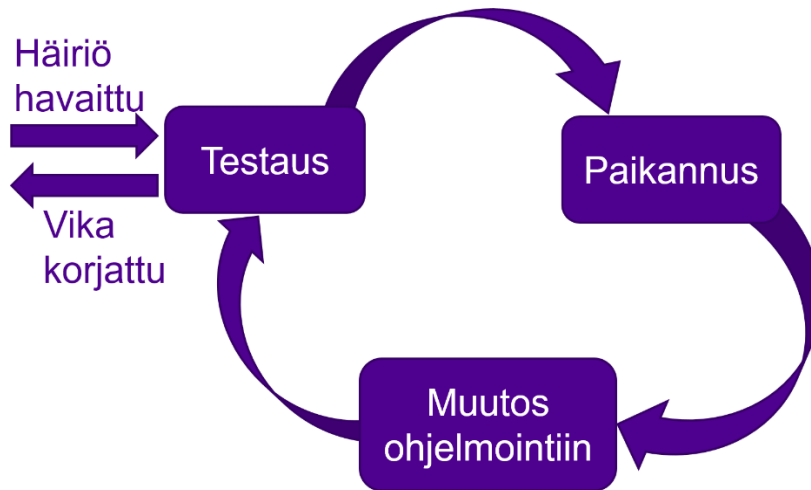 Häiriö
havaittu
Testaus
Paikannus
Vika
korjattu
Muutos
ohjelmointiin